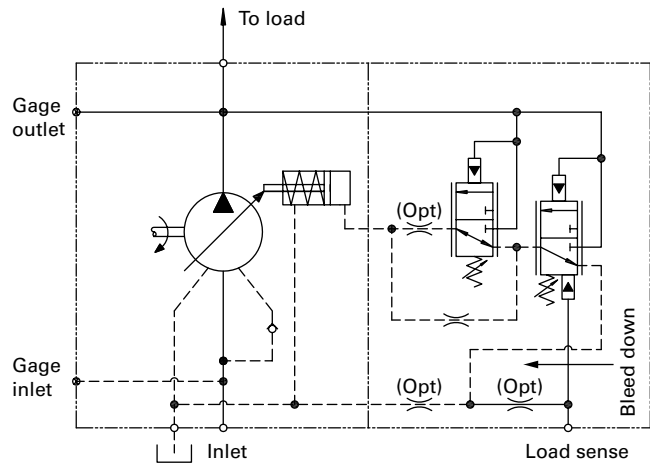 To load
Gage
outlet
(Opt)
Gage
inlet
(Opt)
(Opt)
Bleed down
Inlet
Load sense